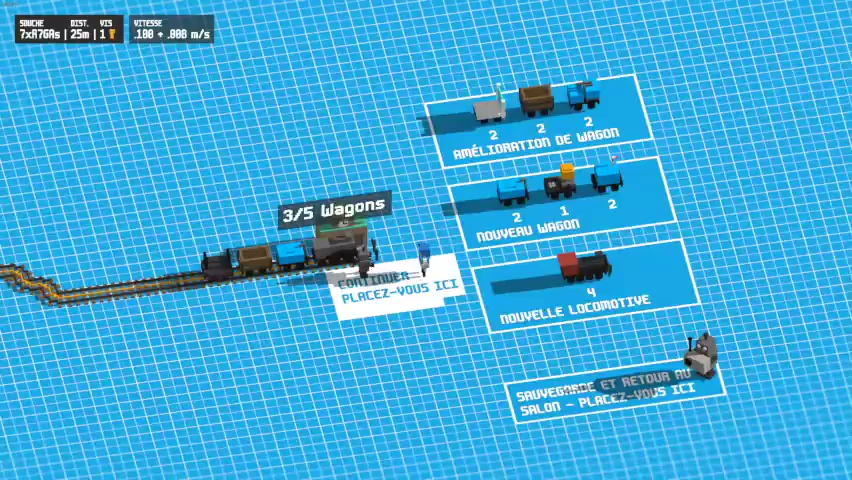 SOUCHE DIST. VIS VITESSE
7xA7GAs | 25m | 1 .100 + .008 m/s
2 2 2
AMÉLIORATION DE WAGON
3/5 Wagons
2 1 2
NOUVEAU WAGON
CONTINUER
PLACEZ-VOUS ICI
4
NOUVELLE LOCOMOTIVE
SAUVEGARDE ET RETOUR AU
SALON - PLACEZ-VOUS ICI